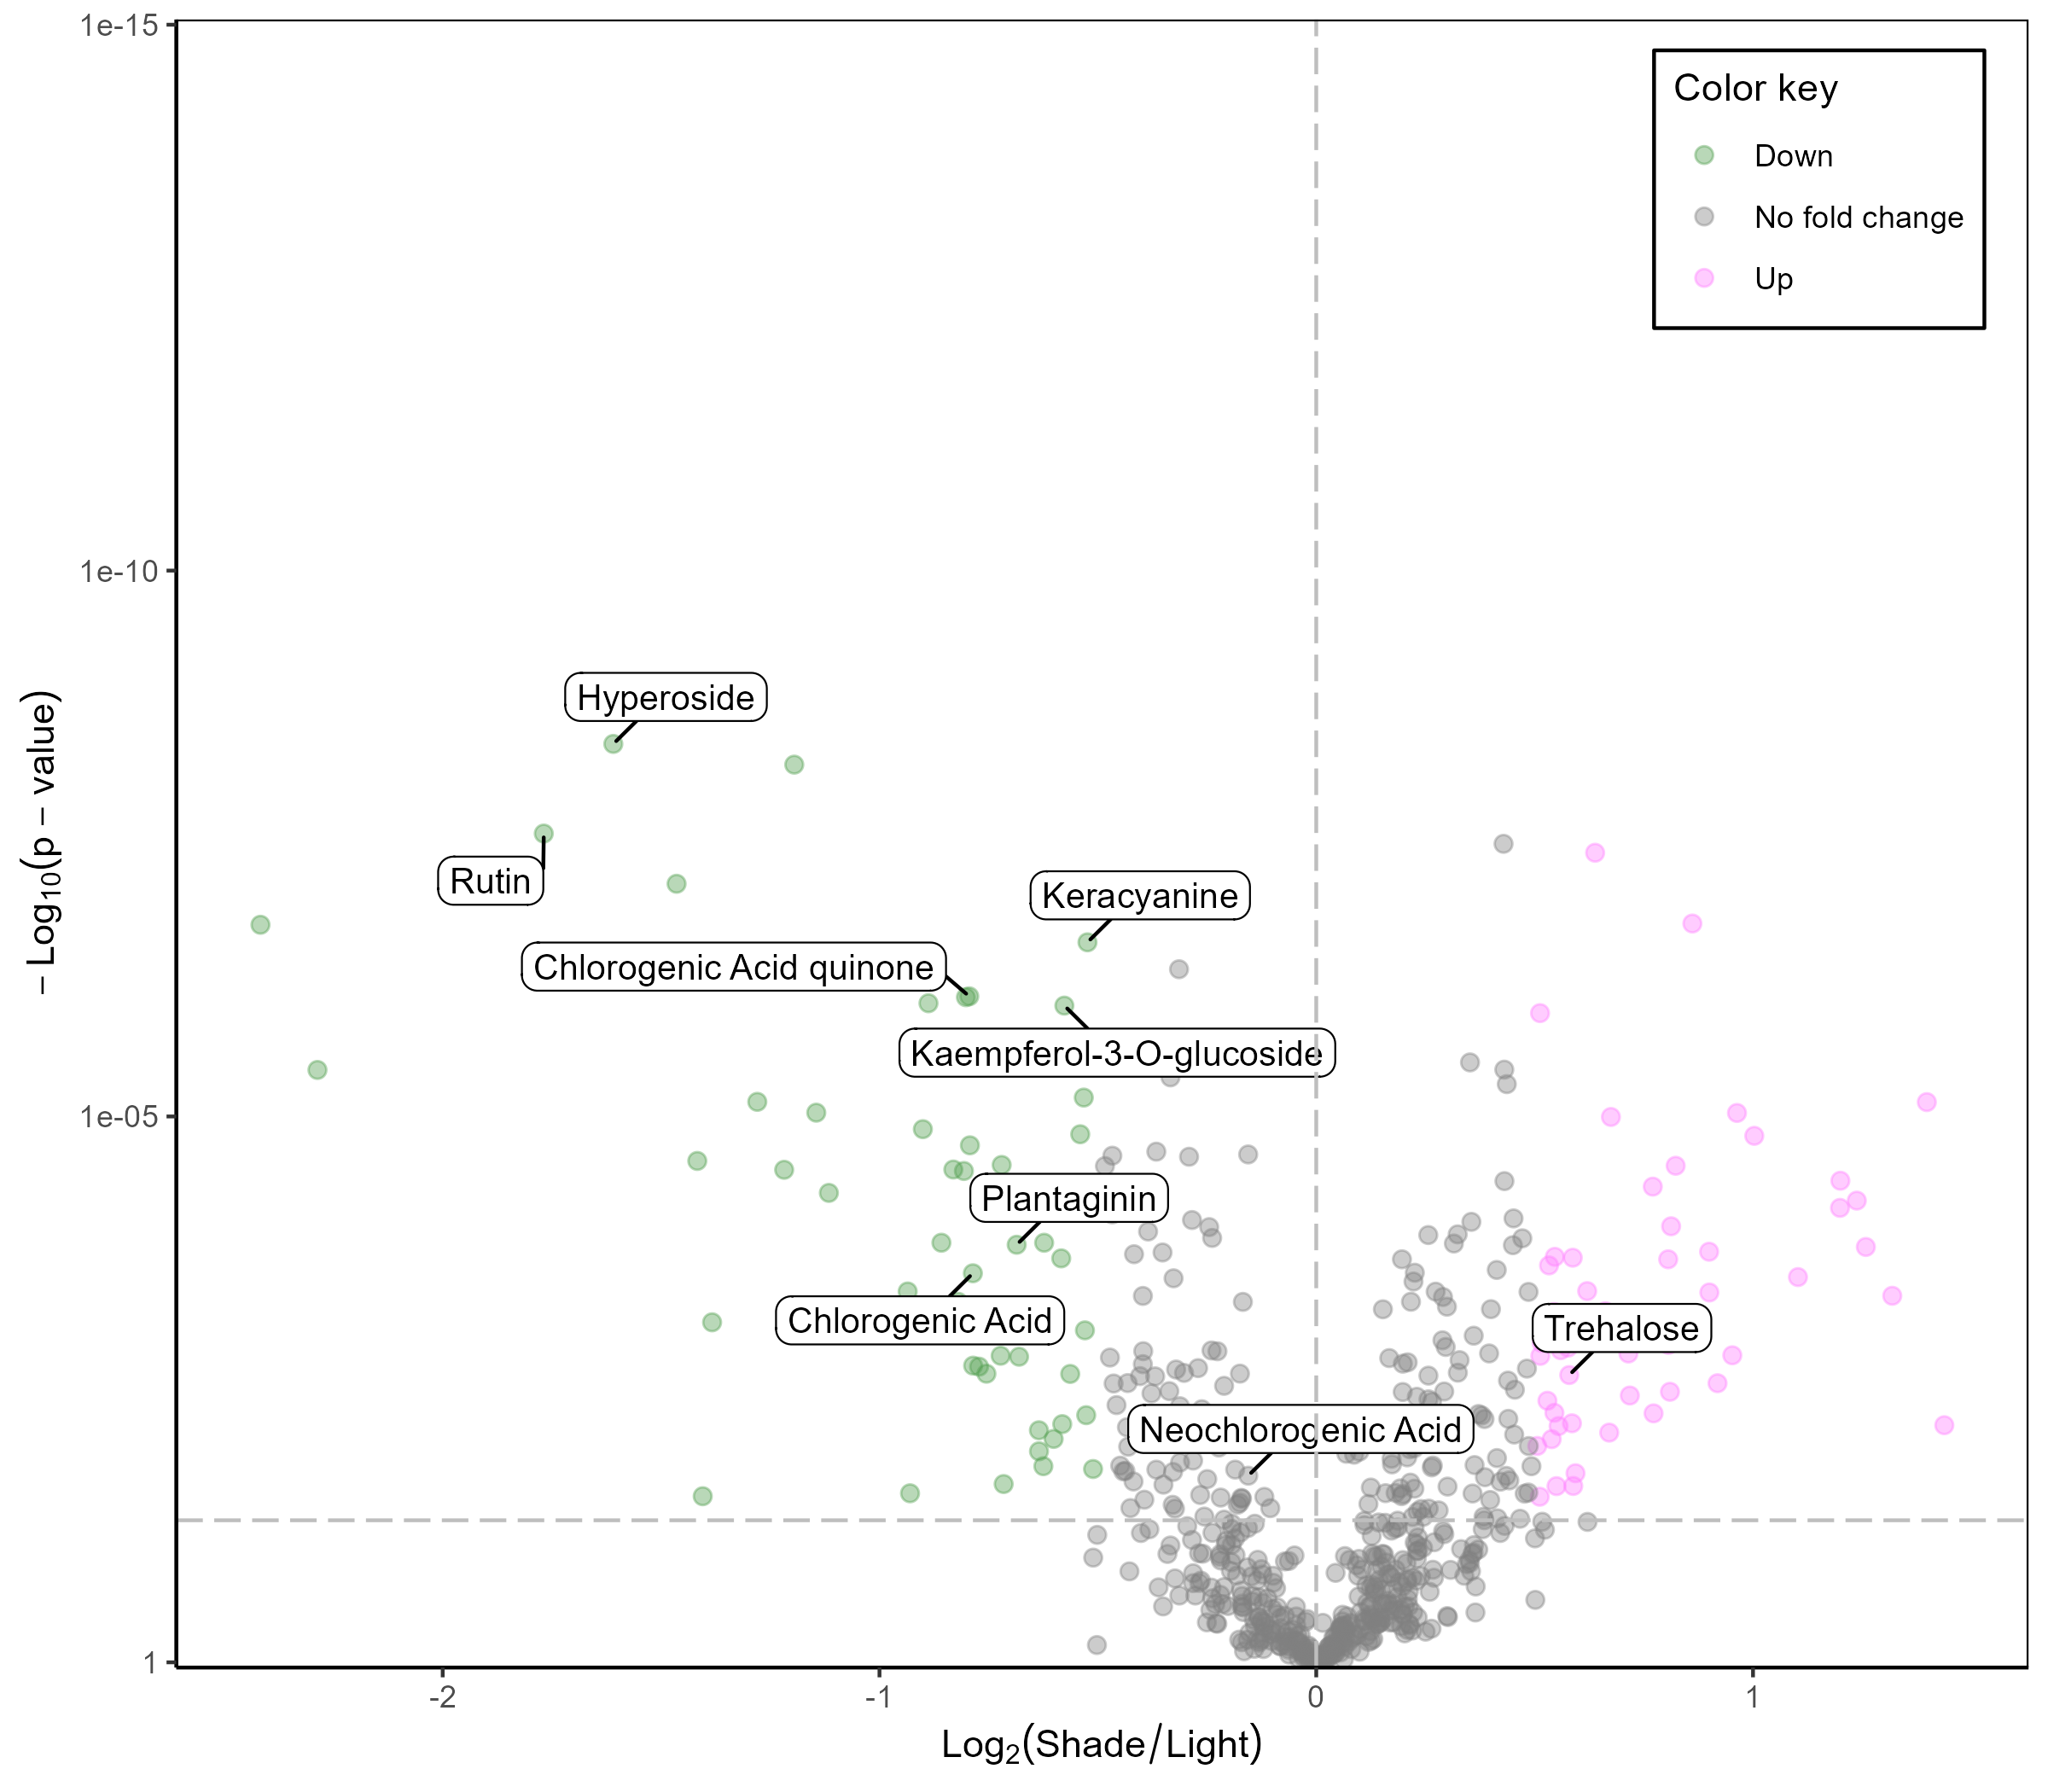 1e-15
Color key
Down
No fold change
Up
1e-10
Hyperoside
Rutin
Keracyanine
Chlorogenic Acid quinone
Kaempferol-3-O-glucoside
1e-05
Plantaginin
Chlorogenic Acid
Trehalose
Neochlorogenic Acid
1
− Log₁₀(p − value)
-2 -1 0 1
Log₂(Shade/Light)